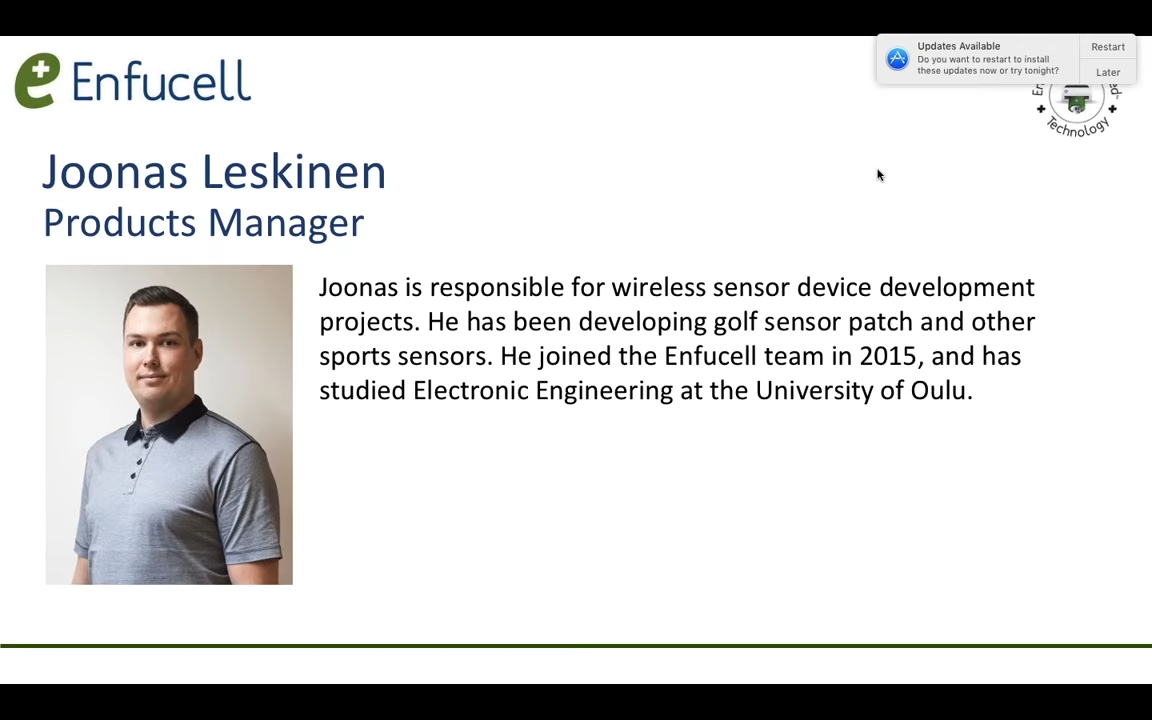 Enfucell
Updates Available
Do you want to restart to install
these updates now or try tonight?
Restart
Later
Technology
Joonas Leskinen
Products Manager
Joonas is responsible for wireless sensor device development
projects. He has been developing golf sensor patch and other
sports sensors. He joined the Enfucell team in 2015, and has
studied Electronic Engineering at the University of Oulu.